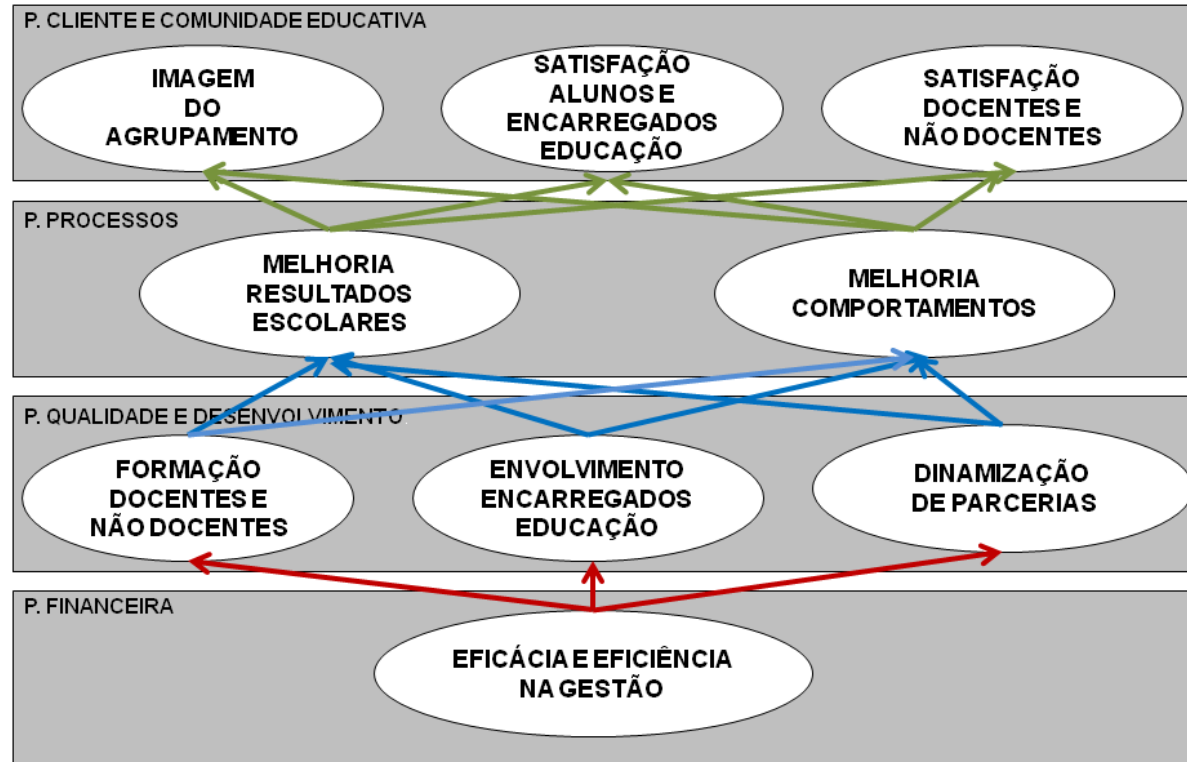 P. CLIENTE E COMUNIDADE EDUCATIVA
IMAGEM
DO
AGRUPAMENTO
SATISFAÇÃO
ALUNOS E
ENCARREGADOS
EDUCAÇÃO
SATISFAÇÃO
DOCENTES E
NÃO DOCENTES
P. PROCESSOS
MELHORIA
RESULTADOS
ESCOLARES
MELHORIA
COMPORTAMENTOS
P. QUALIDADE E DESENVOLVIMENTO
FORMAÇÃO
DOCENTES E
NÃO DOCENTES
ENVOLVIMENTO
ENCARREGADOS
EDUCAÇÃO
DINAMIZAÇÃO
DE PARCERIAS
P. FINANCEIRA
EFICÁCIA E EFICIÊNCIA
NA GESTÃO